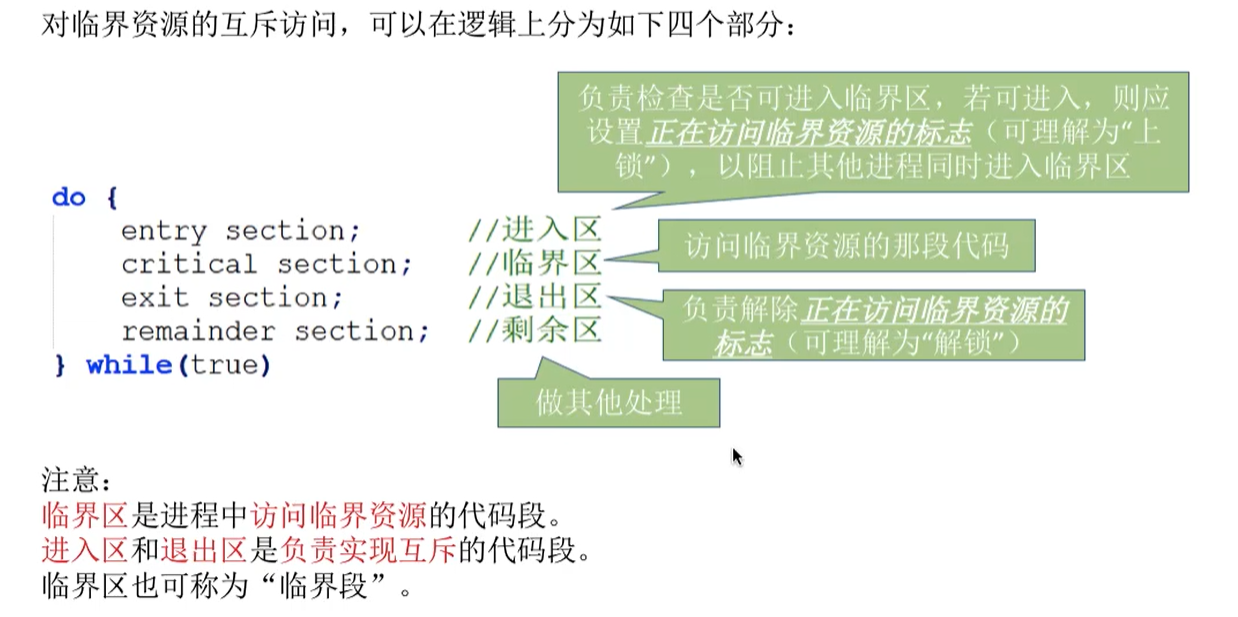 对临界资源的互斥访问，可以在逻辑上分为如下四个部分：
负责检查是否可进入临界区，若可进入，则应
设置正在访问临界资源的标志（可理解为“上
锁”），以阻止其他进程同时进入临界区
do {
entry section; //进入区
critical section; //临界区
exit section; //退出区
remainder section; //剩余区
} while(true)
访问临界资源的那段代码
负责解除正在访问临界资源的
标志（可理解为“解锁”）
做其他处理
注意：
临界区是进程中访问临界资源的代码段。
进入区和退出区是负责实现互斥的代码段。
临界区也可称为“临界段”。